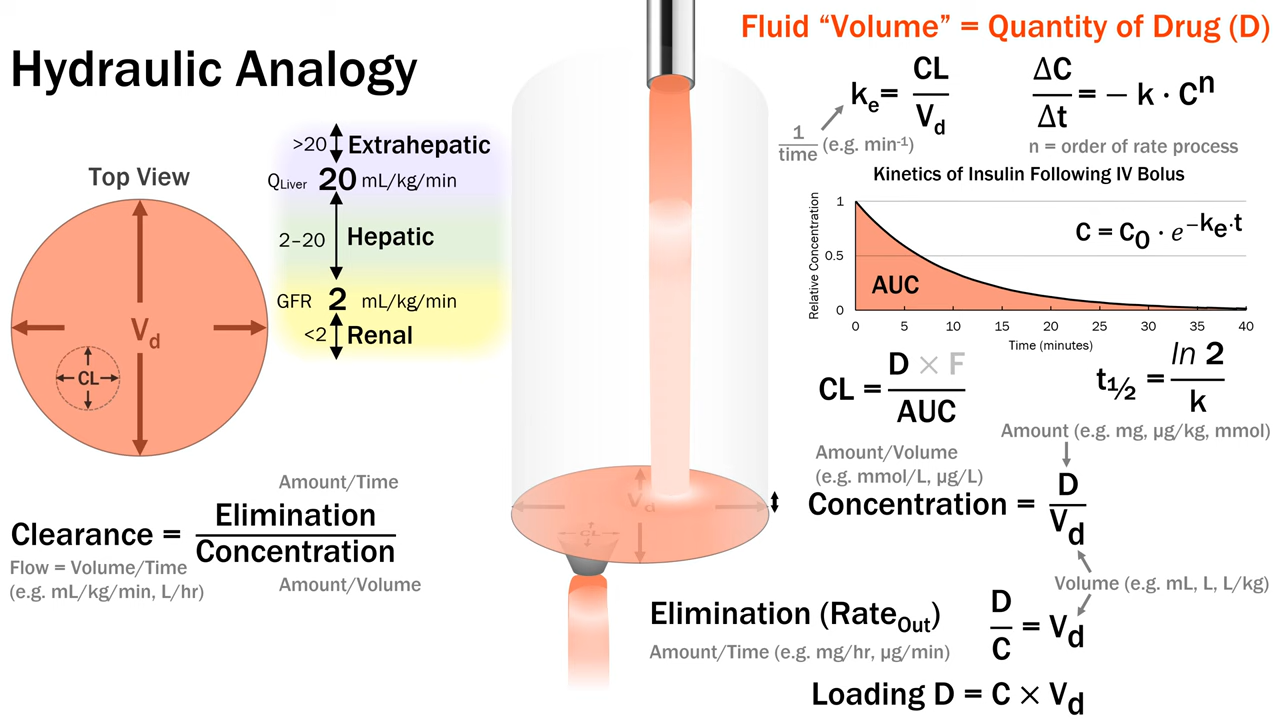 Hydraulic Analogy
Fluid “Volume” = Quantity of Drug (D)
Top View
Vd
CL
>20 Extrahepatic
QLiver 20 mL/kg/min
2–20 Hepatic
GFR 2 mL/kg/min
<2 Renal
Clearance = Elimination / Concentration
Amount/Time
Amount/Volume
Flow = Volume/Time
(e.g. mL/kg/min, L/hr)
Vd
CL
ke = CL / Vd
1 / time (e.g. min⁻¹)
ΔC / Δt = − k · Cⁿ
n = order of rate process
Kinetics of Insulin Following IV Bolus
Relative Concentration
1
0.5
0
C = C0 · e^−ke·t
AUC
0 5 10 15 20 25 30 35 40
Time (minutes)
CL = D × F / AUC
t½ = ln 2 / k
Amount (e.g. mg, µg/kg, mmol)
Amount/Volume
(e.g. mmol/L, µg/L)
Concentration = D / Vd
Volume (e.g. mL, L, L/kg)
Elimination (RateOut)
Amount/Time (e.g. mg/hr, µg/min)
D / C = Vd
Loading D = C × Vd